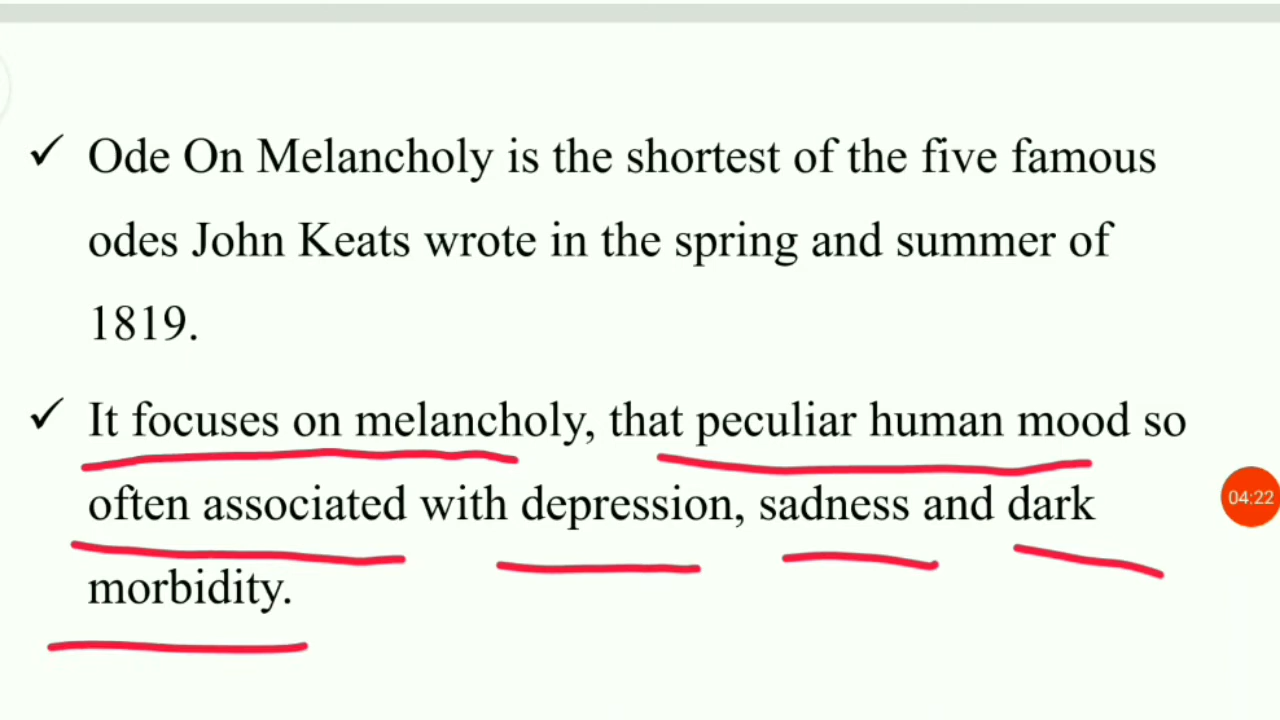 ✓ Ode On Melancholy is the shortest of the five famous
odes John Keats wrote in the spring and summer of
1819.
✓ It focuses on melancholy, that peculiar human mood so
often associated with depression, sadness and dark
morbidity.
04:22